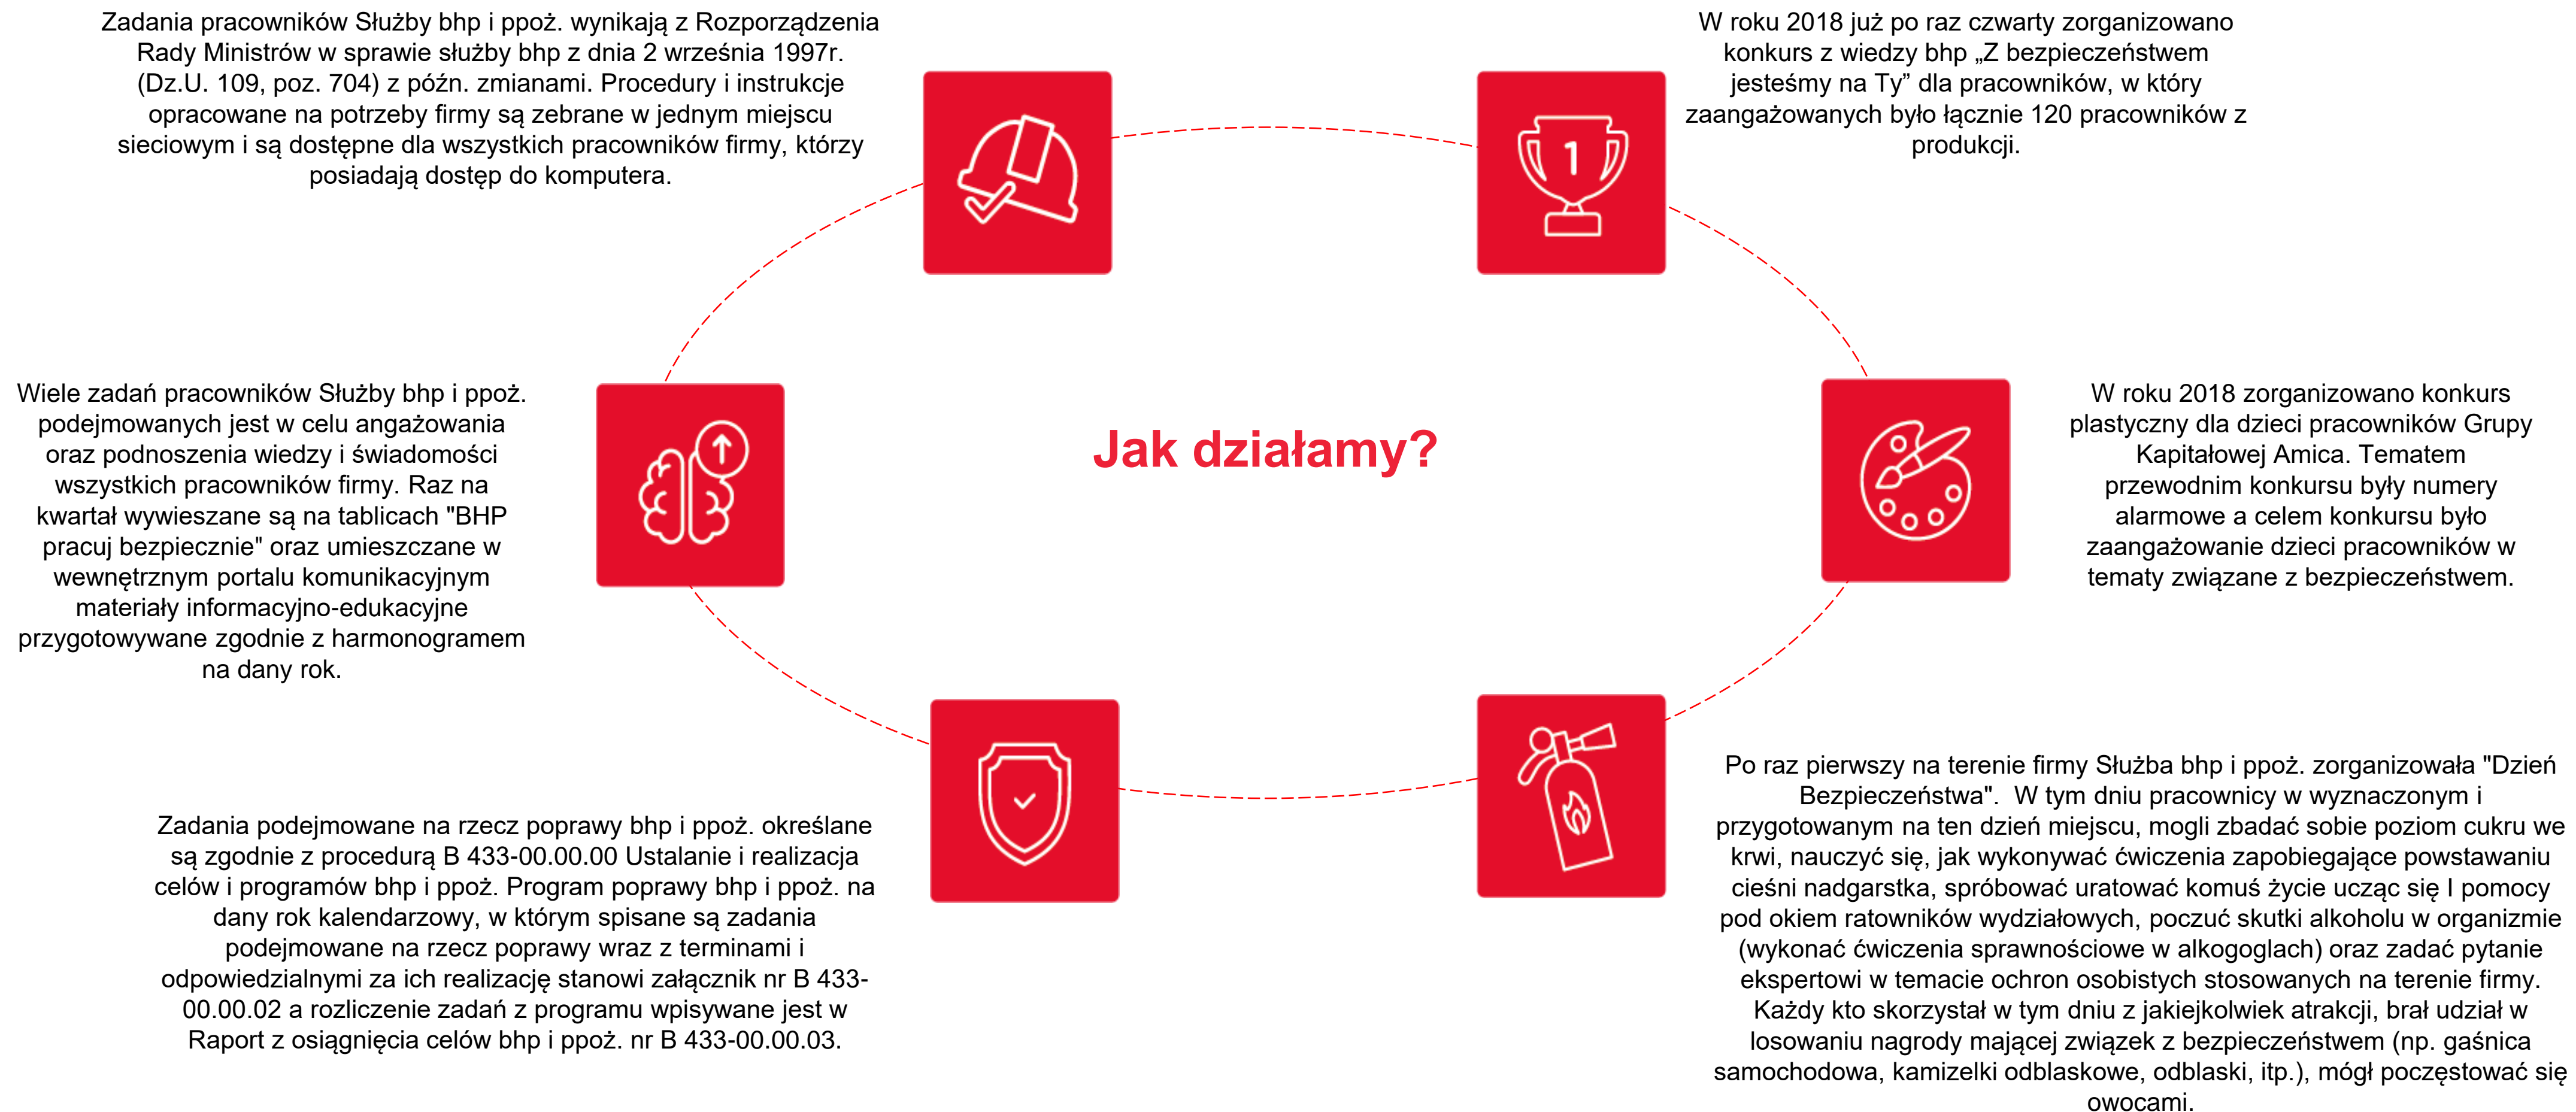 Zadania pracowników Służby bhp i ppoż. wynikają z Rozporządzenia
Rady Ministrów w sprawie służby bhp z dnia 2 września 1997r.
(Dz.U. 109, poz. 704) z późn. zmianami. Procedury i instrukcje
opracowane na potrzeby firmy są zebrane w jednym miejscu
sieciowym i są dostępne dla wszystkich pracowników firmy, którzy
posiadają dostęp do komputera.
W roku 2018 już po raz czwarty zorganizowano
konkurs z wiedzy bhp „Z bezpieczeństwem
jesteśmy na Ty” dla pracowników, w który
zaangażowanych było łącznie 120 pracowników z
produkcji.
1
Wiele zadań pracowników Służby bhp i ppoż.
podejmowanych jest w celu angażowania
oraz podnoszenia wiedzy i świadomości
wszystkich pracowników firmy. Raz na
kwartał wywieszane są na tablicach "BHP
pracuj bezpiecznie" oraz umieszczane w
wewnętrznym portalu komunikacyjnym
materiały informacyjno-edukacyjne
przygotowywane zgodnie z harmonogramem
na dany rok.
Jak działamy?
W roku 2018 zorganizowano konkurs
plastyczny dla dzieci pracowników Grupy
Kapitałowej Amica. Tematem
przewodnim konkursu były numery
alarmowe a celem konkursu było
zaangażowanie dzieci pracowników w
tematy związane z bezpieczeństwem.
Zadania podejmowane na rzecz poprawy bhp i ppoż. określane
są zgodnie z procedurą B 433-00.00.00 Ustalanie i realizacja
celów i programów bhp i ppoż. Program poprawy bhp i ppoż. na
dany rok kalendarzowy, w którym spisane są zadania
podejmowane na rzecz poprawy wraz z terminami i
odpowiedzialnymi za ich realizację stanowi załącznik nr B 433-
00.00.02 a rozliczenie zadań z programu wpisywane jest w
Raport z osiągnięcia celów bhp i ppoż. nr B 433-00.00.03.
Po raz pierwszy na terenie firmy Służba bhp i ppoż. zorganizowała "Dzień
Bezpieczeństwa".  W tym dniu pracownicy w wyznaczonym i
przygotowanym na ten dzień miejscu, mogli zbadać sobie poziom cukru we
krwi, nauczyć się, jak wykonywać ćwiczenia zapobiegające powstawaniu
cieśni nadgarstka, spróbować uratować komuś życie ucząc się I pomocy
pod okiem ratowników wydziałowych, poczuć skutki alkoholu w organizmie
(wykonać ćwiczenia sprawnościowe w alkogoglach) oraz zadać pytanie
ekspertowi w temacie ochron osobistych stosowanych na terenie firmy.
Każdy kto skorzystał w tym dniu z jakiejkolwiek atrakcji, brał udział w
losowaniu nagrody mającej związek z bezpieczeństwem (np. gaśnica
samochodowa, kamizelki odblaskowe, odblaski, itp.), mógł poczęstować się
owocami.